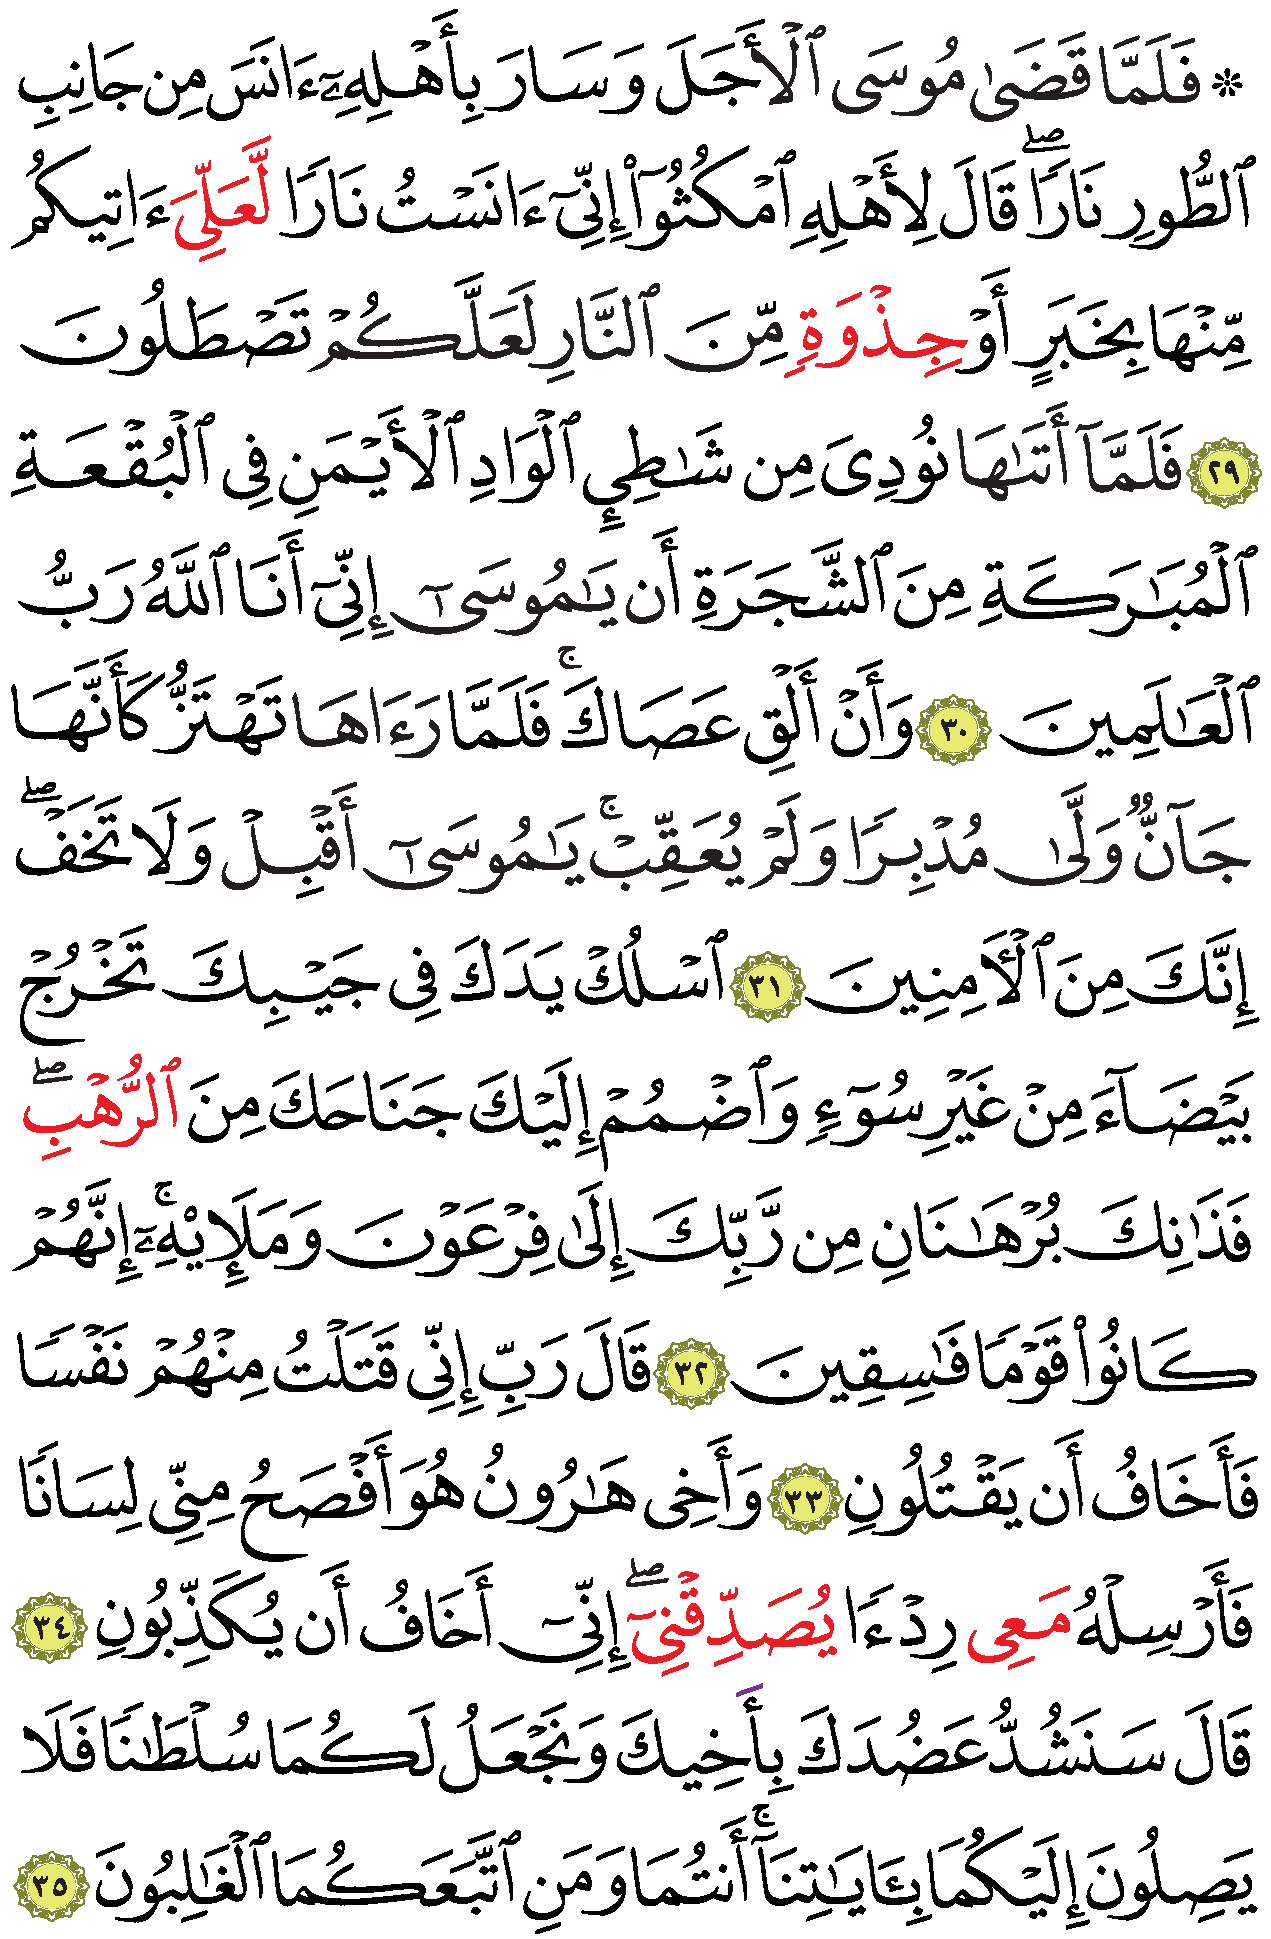 ۞ فَلَمَّا قَضَىٰ مُوسَى ٱلْأَجَلَ وَسَارَ بِأَهْلِهِۦٓ ءَانَسَ مِن جَانِبِ
ٱلطُّورِ نَارًاۖ قَالَ لِأَهْلِهِ ٱمْكُثُوٓا۟ إِنِّىٓ ءَانَسْتُ نَارًا لَّعَلِّى ءَاتِيكُم
مِّنْهَا بِخَبَرٍ أَوْ جِذْوَةٍ مِّنَ ٱلنَّارِ لَعَلَّكُمْ تَصْطَلُونَ
٢٩ فَلَمَّآ أَتَىٰهَا نُودِىَ مِن شَٰطِئِ ٱلْوَادِ ٱلْأَيْمَنِ فِى ٱلْبُقْعَةِ
ٱلْمُبَٰرَكَةِ مِنَ ٱلشَّجَرَةِ أَن يَٰمُوسَىٰٓ إِنِّىٓ أَنَا ٱللَّهُ رَبُّ
ٱلْعَٰلَمِينَ ٣٠ وَأَنْ أَلْقِ عَصَاكَۚ فَلَمَّا رَءَاهَا تَهْتَزُّ كَأَنَّهَا
جَآنٌّ وَلَّىٰ مُدْبِرًا وَلَمْ يُعَقِّبْۚ يَٰمُوسَىٰٓ أَقْبِلْ وَلَا تَخَفْۖ
إِنَّكَ مِنَ ٱلْأَمِنِينَ ٣١ ٱسْلُكْ يَدَكَ فِى جَيْبِكَ تَخْرُجْ
بَيْضَآءَ مِنْ غَيْرِ سُوٓءٍ وَٱضْمُمْ إِلَيْكَ جَنَاحَكَ مِنَ ٱلرُّهْبِۖ
فَذَٰنِكَ بُرْهَٰنَانِ مِن رَّبِّكَ إِلَىٰ فِرْعَوْنَ وَمَلَإِي۟هِۦٓۚ إِنَّهُمْ
كَانُوا۟ قَوْمًا فَٰسِقِينَ ٣٢ قَالَ رَبِّ إِنِّى قَتَلْتُ مِنْهُمْ نَفْسًا
فَأَخَافُ أَن يَقْتُلُونِ ٣٣ وَأَخِى هَٰرُونُ هُوَ أَفْصَحُ مِنِّى لِسَانًا
فَأَرْسِلْهُ مَعِى رِدْءًا يُصَدِّقْنِىٓۖ إِنِّىٓ أَخَافُ أَن يُكَذِّبُونِ ٣٤
قَالَ سَنَشُدُّ عَضُدَكَ بِأَخِيكَ وَنَجْعَلُ لَكُمَا سُلْطَٰنًا فَلَا
يَصِلُونَ إِلَيْكُمَا بِـَٔايَٰتِنَآۚ أَنتُمَا وَمَنِ ٱتَّبَعَكُمَا ٱلْغَٰلِبُونَ ٣٥